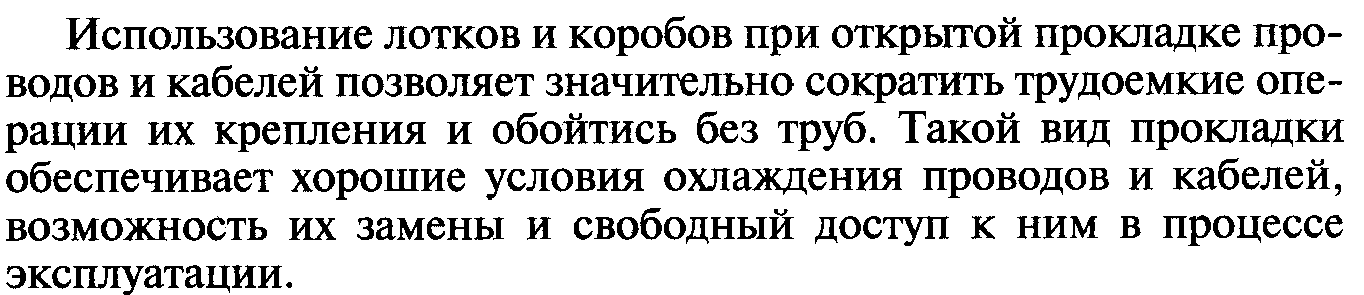 Использование лотков и коробов при открытой прокладке про-
водов и кабелей позволяет значительно сократить трудоемкие опе-
рации их крепления и обойтись без труб. Такой вид прокладки
обеспечивает хорошие условия охлаждения проводов и кабелей,
возможность их замены и свободный доступ к ним в процессе
эксплуатации.